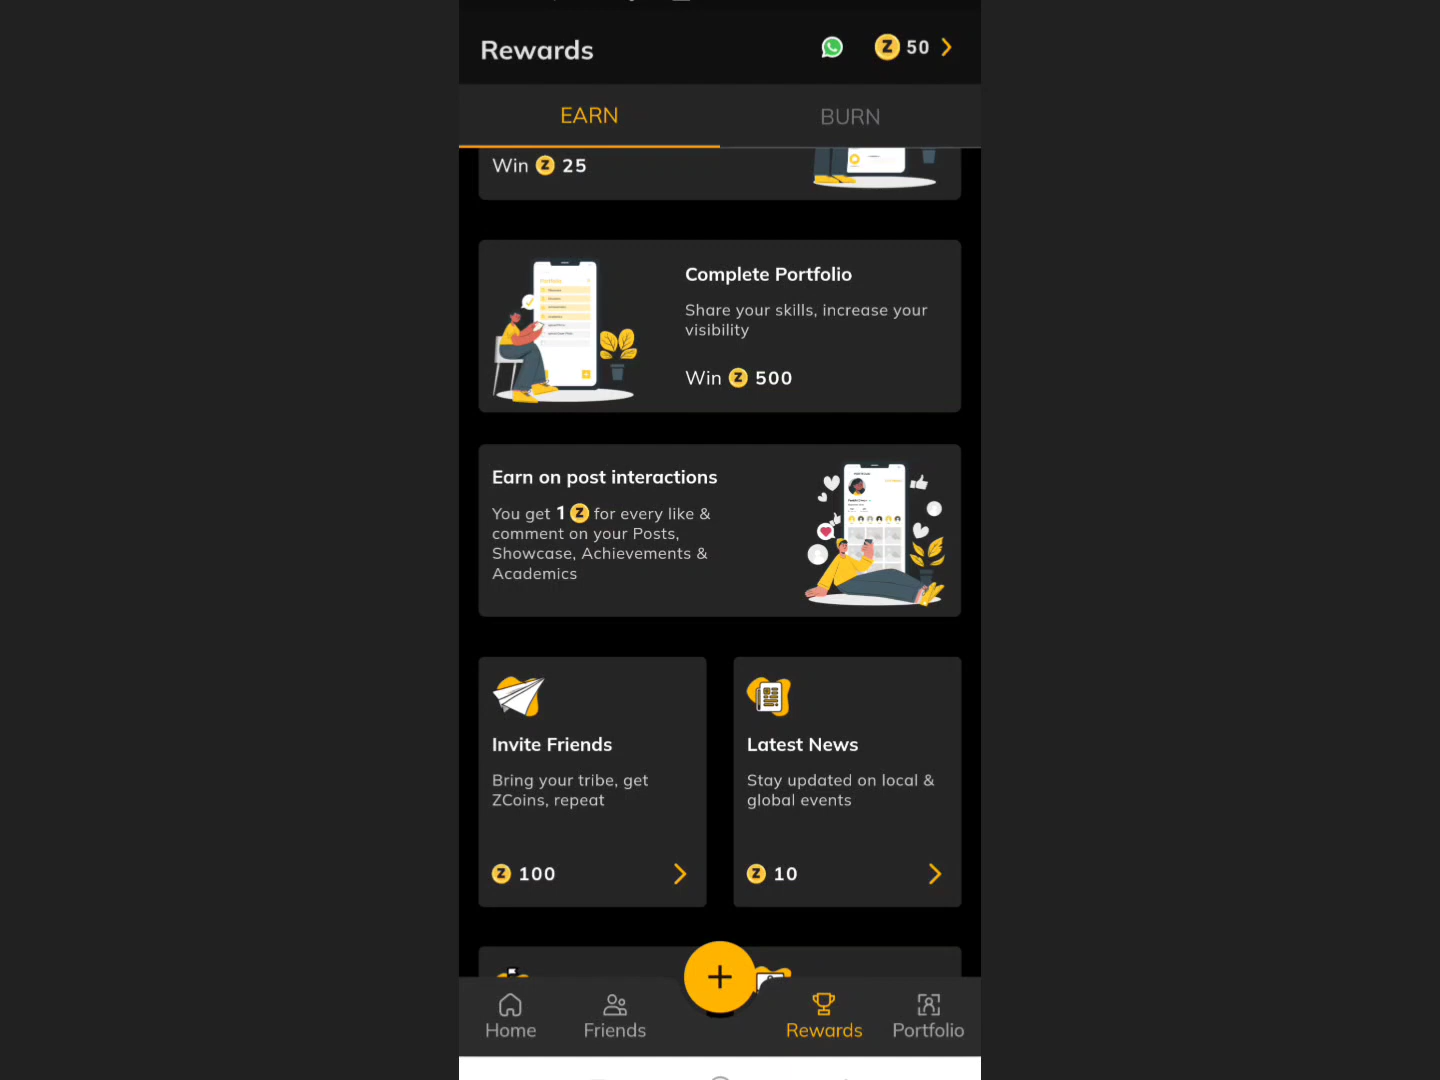 Rewards
50
EARN
BURN
Win Z 25
Complete Portfolio
Share your skills, increase your
visibility
Win Z 500
Earn on post interactions
You get 1 Z for every like &
comment on your Posts,
Showcase, Achievements &
Academics
Invite Friends
Bring your tribe, get
ZCoins, repeat
Z 100
Latest News
Stay updated on local &
global events
Z 10
Home
Friends
Rewards
Portfolio